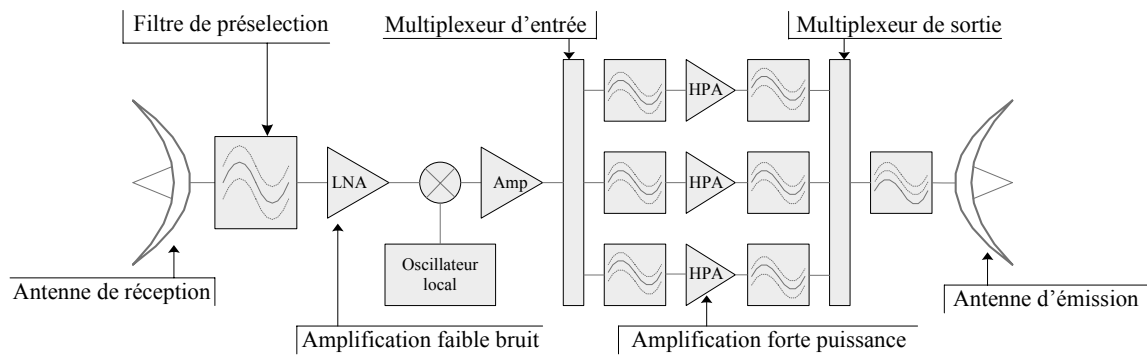 Filtre de préselection
Multiplexeur d'entrée
Multiplexeur de sortie
HPA
LNA
Amp
HPA
Oscillateur
local
HPA
Antenne de réception
Amplification faible bruit
Amplification forte puissance
Antenne d'émission